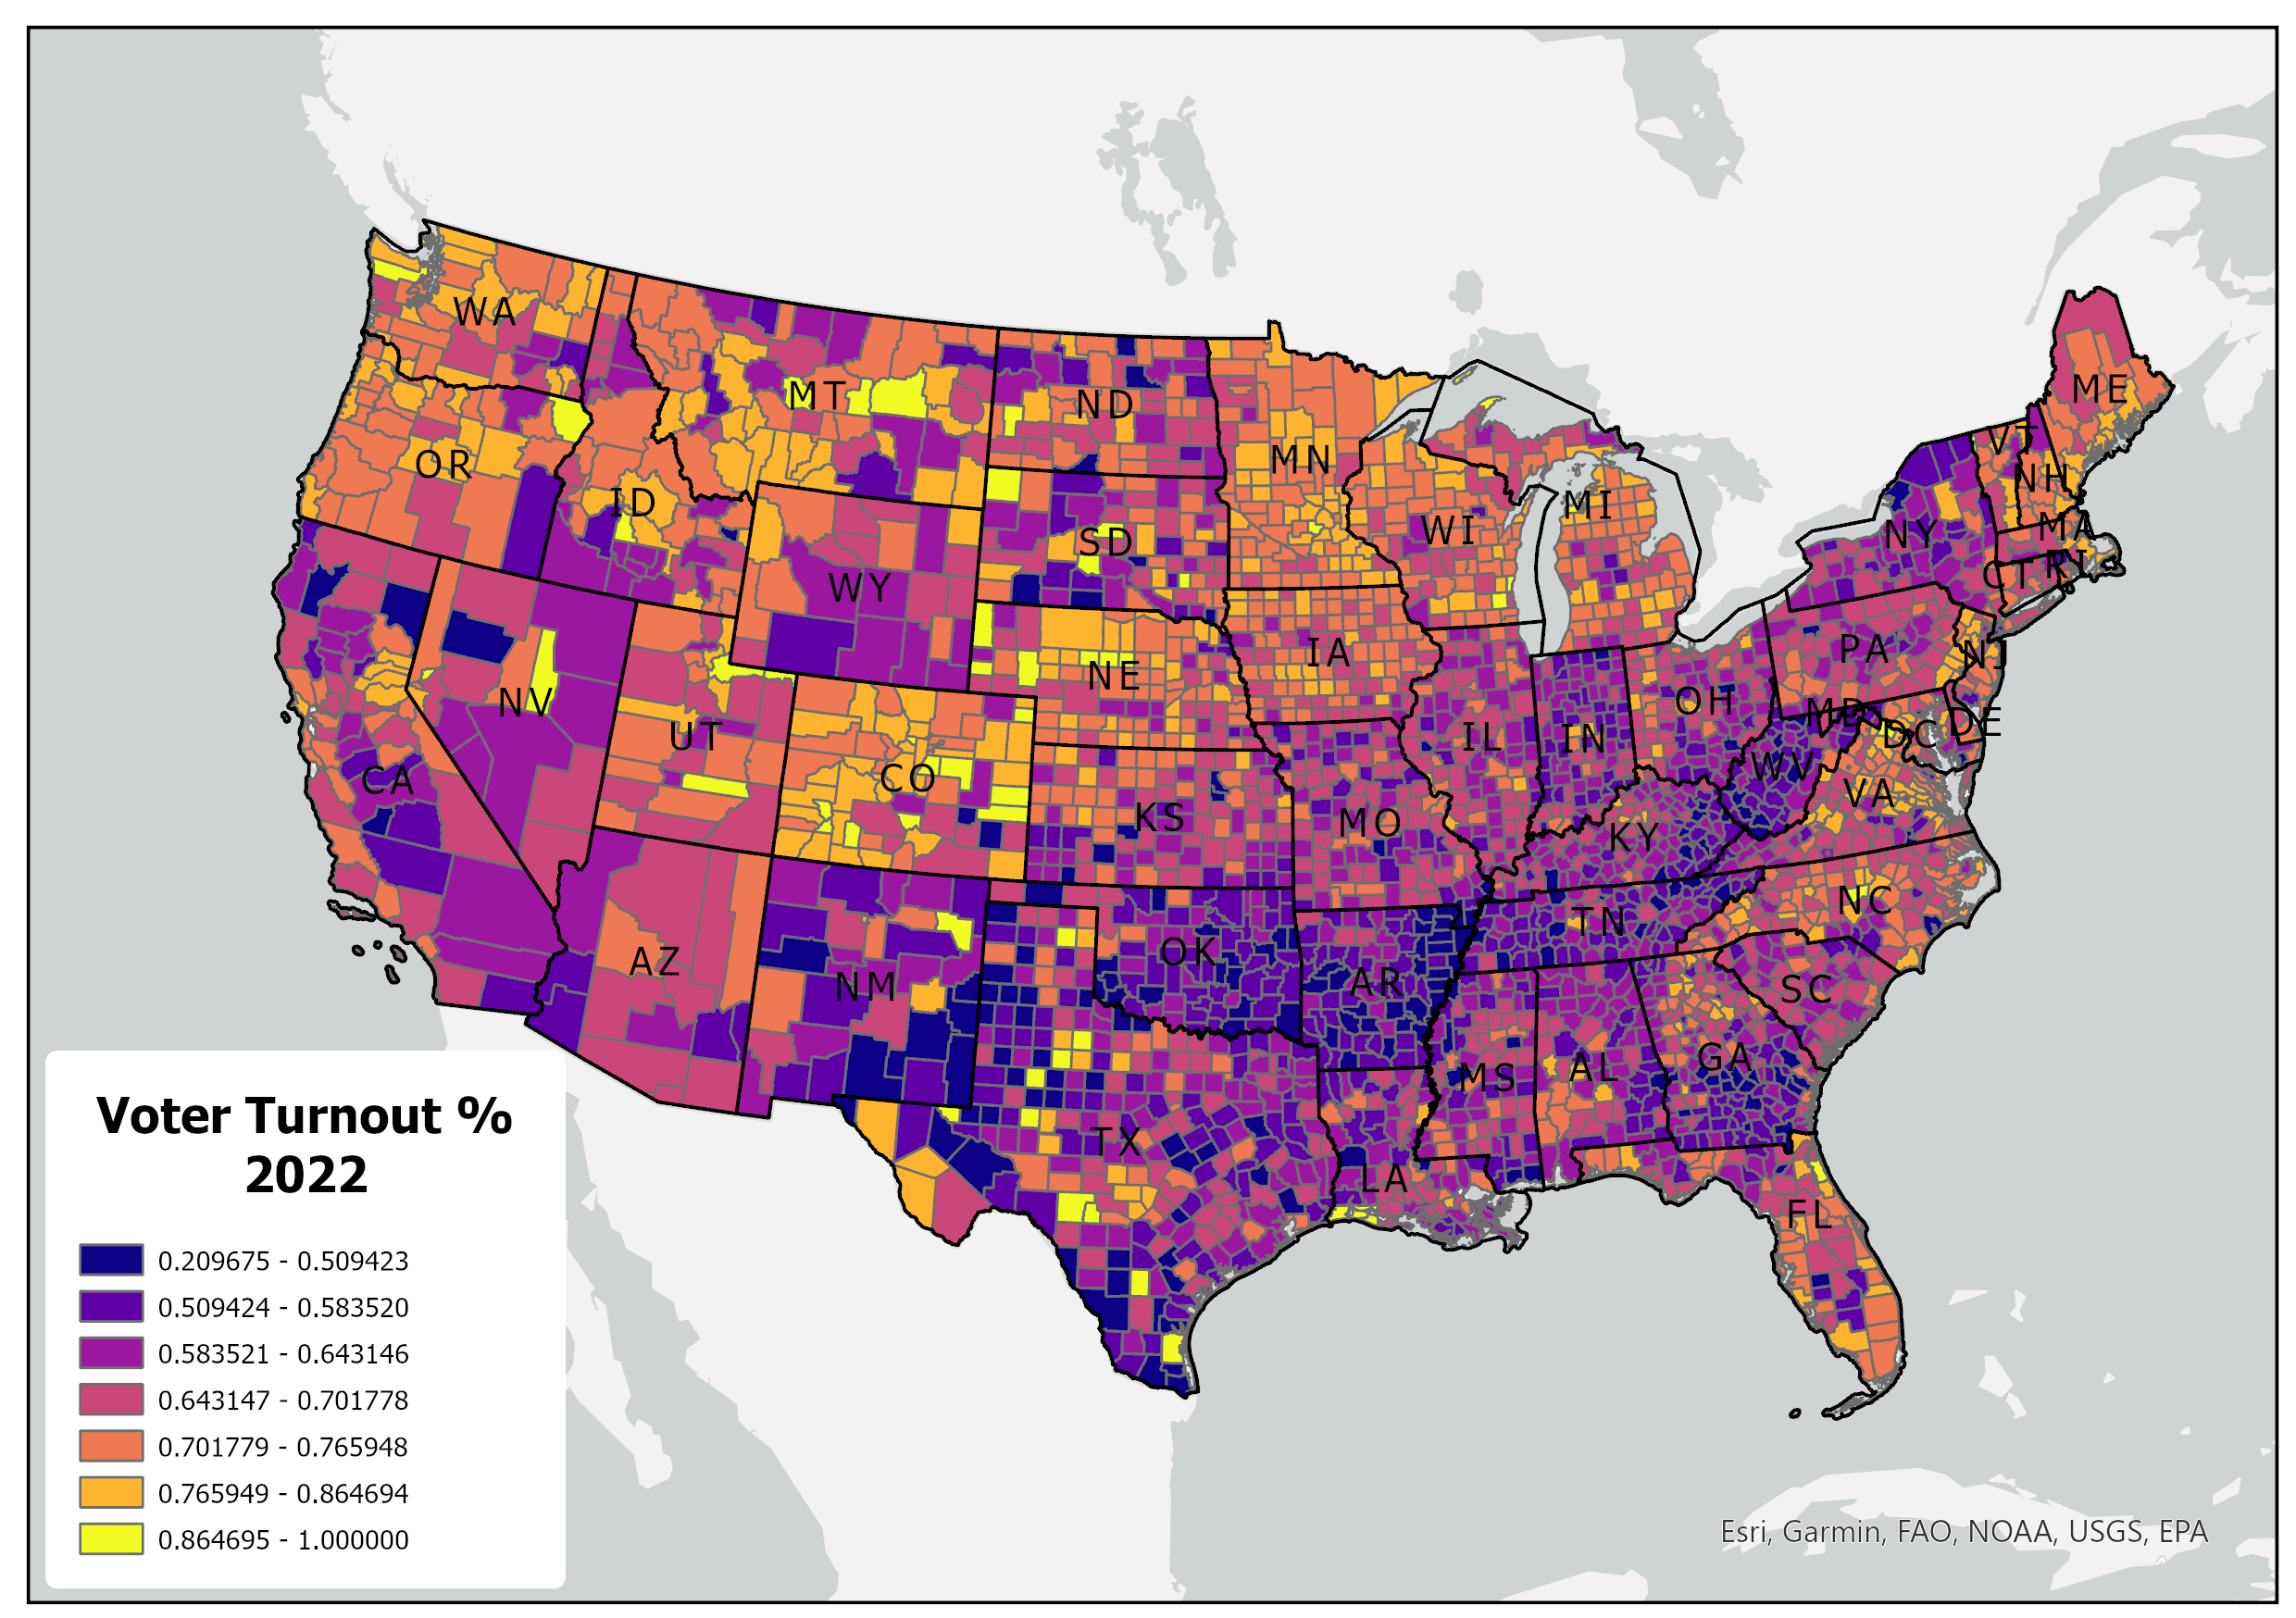 WA
MT
ND
MN
ME
VT
NH
OR
ID
SD
WI
MI
NY
MA
CT
RI
WY
IA
PA
NJ
NE
NV
UT
CO
IL
IN
OH
MD
DC
DE
CA
KS
MO
WV
VA
KY
AZ
NM
OK
AR
TN
NC
SC
MS
AL
GA
TX
LA
FL
Voter Turnout %
2022
0.209675 - 0.509423
0.509424 - 0.583520
0.583521 - 0.643146
0.643147 - 0.701778
0.701779 - 0.765948
0.765949 - 0.864694
0.864695 - 1.000000
Esri, Garmin, FAO, NOAA, USGS, EPA